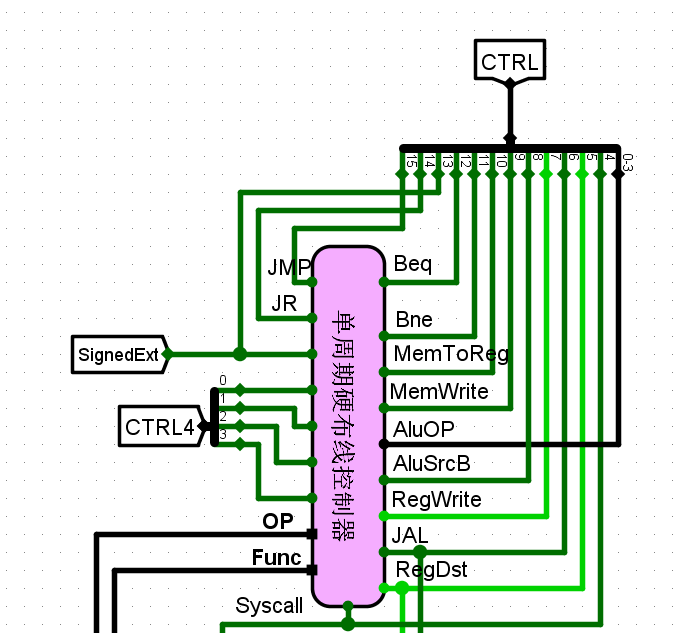 CTRL
15 14 13 12 11 10 9 8 7 6 5 4 0-3
JMP
Beq
JR
Bne
SignedExt
MemToReg
0
1
2
3
MemWrite
CTRL4
AluOP
AluSrcB
RegWrite
OP
JAL
Func
RegDst
Syscall
单周期硬布线控制器